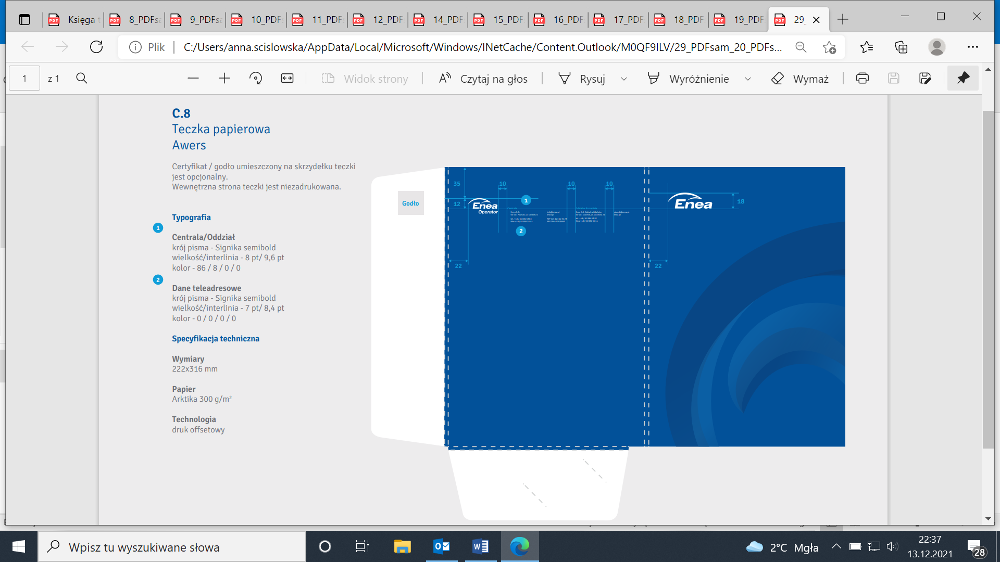 Księga t
8_PDFsa
9_PDFsa
10_PDF
11_PDFs
12_PDF
14_PDF
15_PDF
16_PDF
17_PDF
18_PDF
19_PDF
29_
Plik
C:/Users/anna.scislowska/AppData/Local/Microsoft/Windows/INetCache/Content.Outlook/M0QF9ILV/29_PDFsam_20_PDFs...
1
z 1
Widok strony
Czytaj na głos
Rysuj
Wyróżnienie
Wymaż
C.8
Teczka papierowa
Awers
Certyfikat / godło umieszczony na skrzydełku teczki
jest opcjonalny.
Wewnętrzna strona teczki jest niezadrukowana.
Typografia
1
Centrala/Oddział
krój pisma - Signika semibold
wielkość/interlinia - 8 pt/ 9,6 pt
kolor - 86 / 8 / 0 / 0
2
Dane teleadresowe
krój pisma - Signika semibold
wielkość/interlinia - 7 pt/ 8,4 pt
kolor - 0 / 0 / 0 / 0
Specyfikacja techniczna
Wymiary
222x316 mm
Papier
Arktika 300 g/m²
Technologia
druk offsetowy
Godło
35
10
10
10
12
1
Enea
Operator
2
22
Enea
18
22
Wpisz tu wyszukiwane słowa
2°C Mgła
22:37
13.12.2021
28